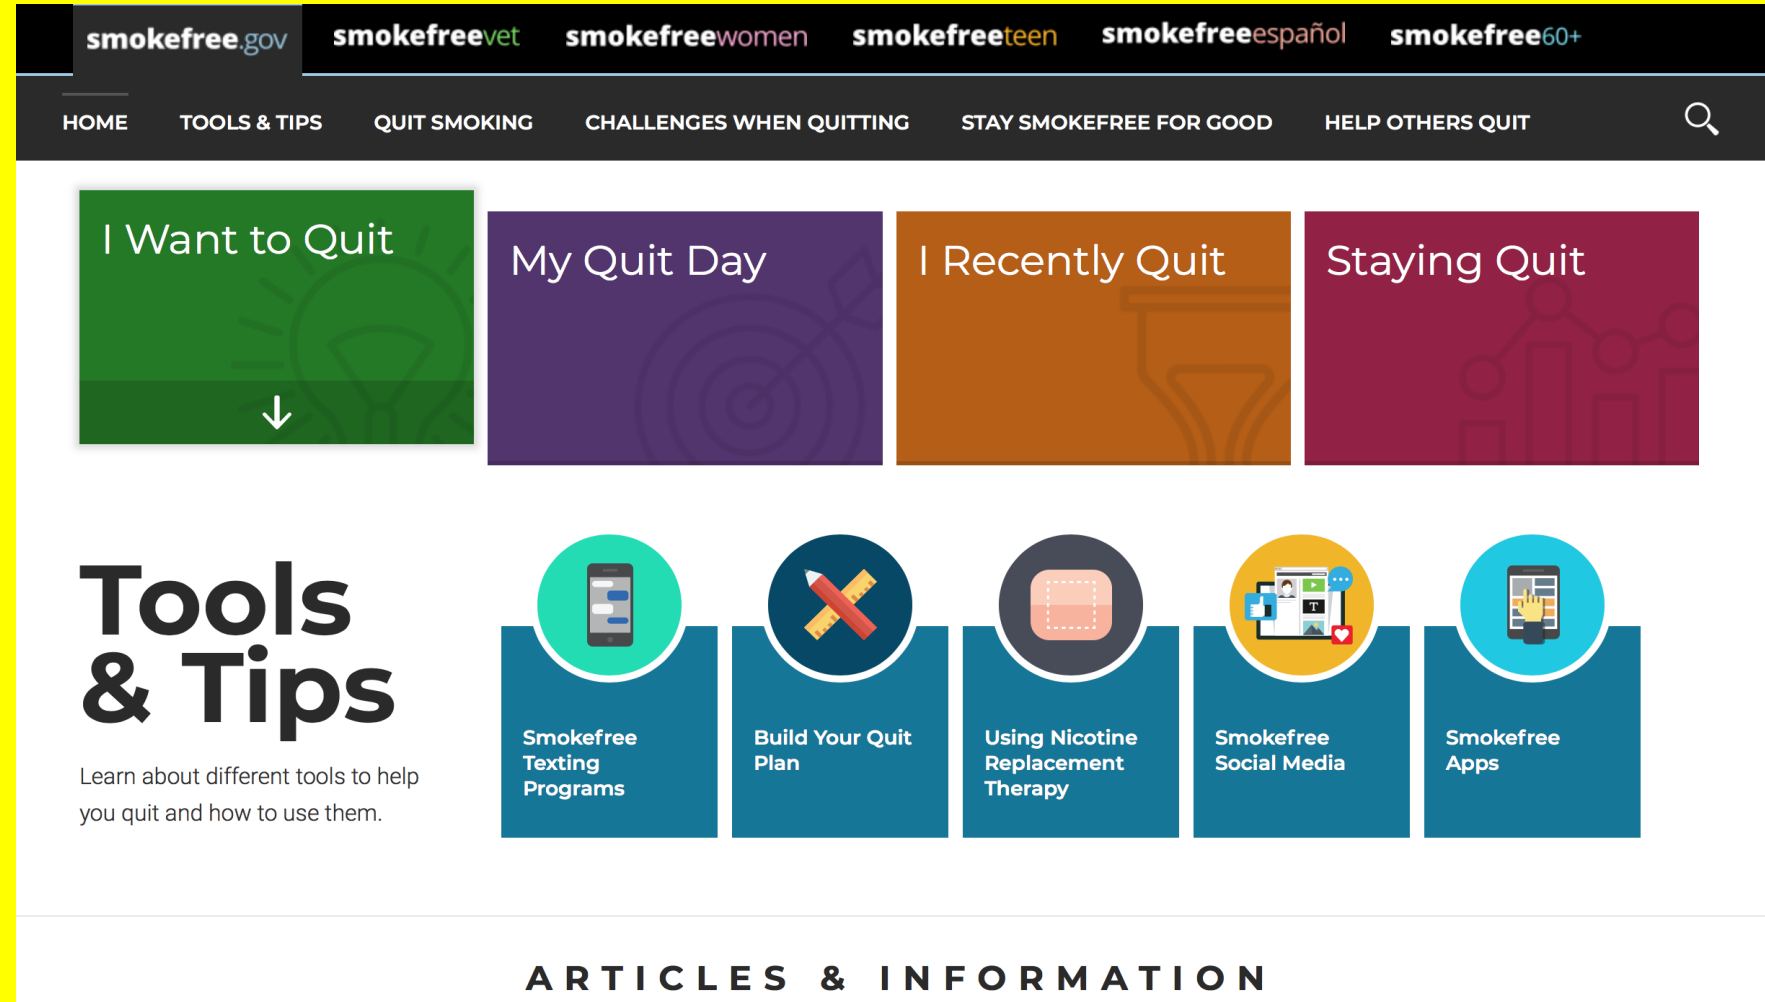 smokefree.gov smokefreevet smokefreewomen smokefreeteen smokefreeespañol smokefree60+
HOME TOOLS & TIPS QUIT SMOKING CHALLENGES WHEN QUITTING STAY SMOKEFREE FOR GOOD HELP OTHERS QUIT
I Want to Quit
My Quit Day
I Recently Quit
Staying Quit
Tools
& Tips
Learn about different tools to help
you quit and how to use them.
Smokefree
Texting
Programs
Build Your Quit
Plan
Using Nicotine
Replacement
Therapy
T
Smokefree
Social Media
Smokefree
Apps
ARTICLES & INFORMATION